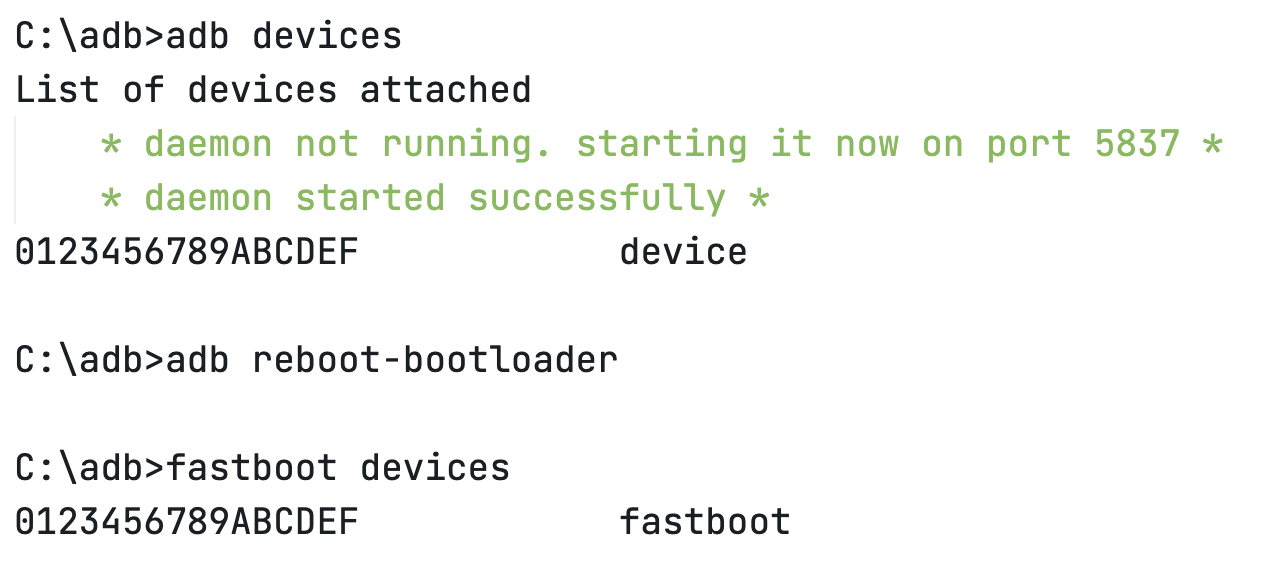 C:\adb>adb devices
List of devices attached
* daemon not running. starting it now on port 5837 *
* daemon started successfully *
0123456789ABCDEF device
C:\adb>adb reboot-bootloader
C:\adb>fastboot devices
0123456789ABCDEF fastboot